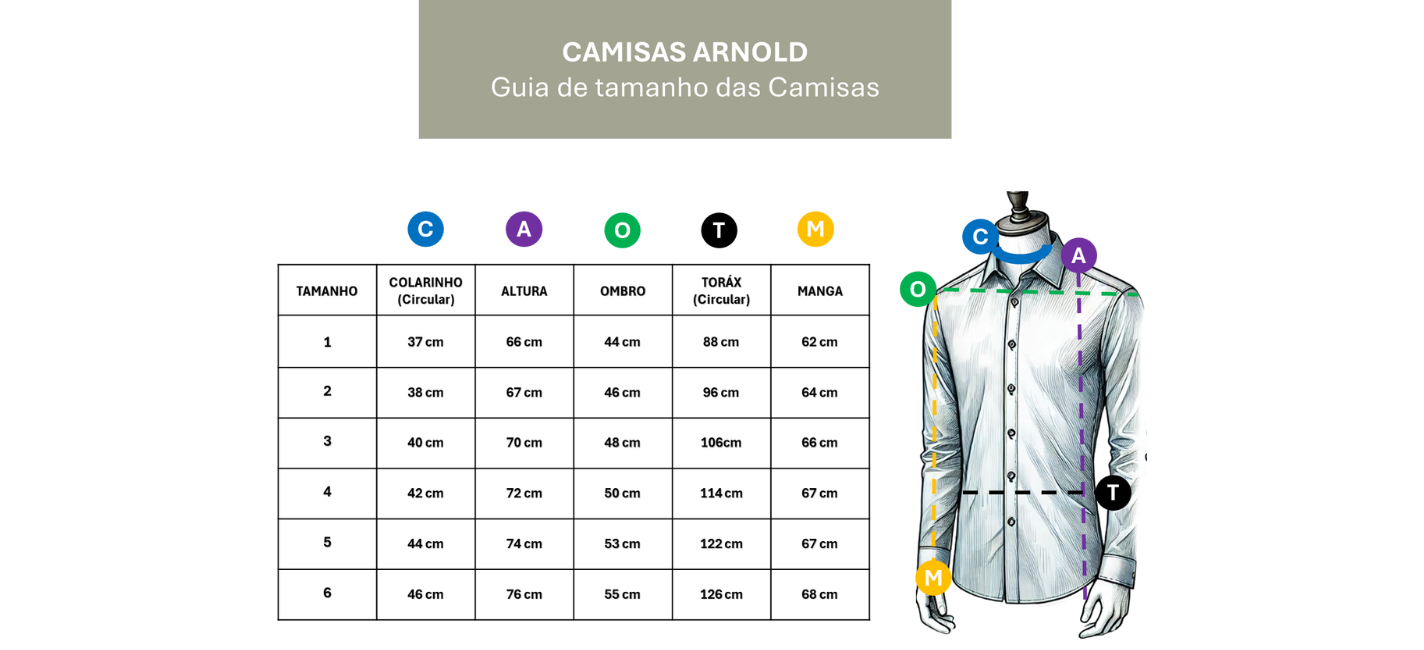 CAMISAS ARNOLD
Guia de tamanho das Camisas
C A O T M
TAMANHO COLARINHO (Circular) ALTURA OMBRO TORÁX (Circular) MANGA
1 37 cm 66 cm 44 cm 88 cm 62 cm
2 38 cm 67 cm 46 cm 96 cm 64 cm
3 40 cm 70 cm 48 cm 106cm 66 cm
4 42 cm 72 cm 50 cm 114 cm 67 cm
5 44 cm 74 cm 53 cm 122 cm 67 cm
6 46 cm 76 cm 55 cm 126 cm 68 cm
C
A
O
T
M